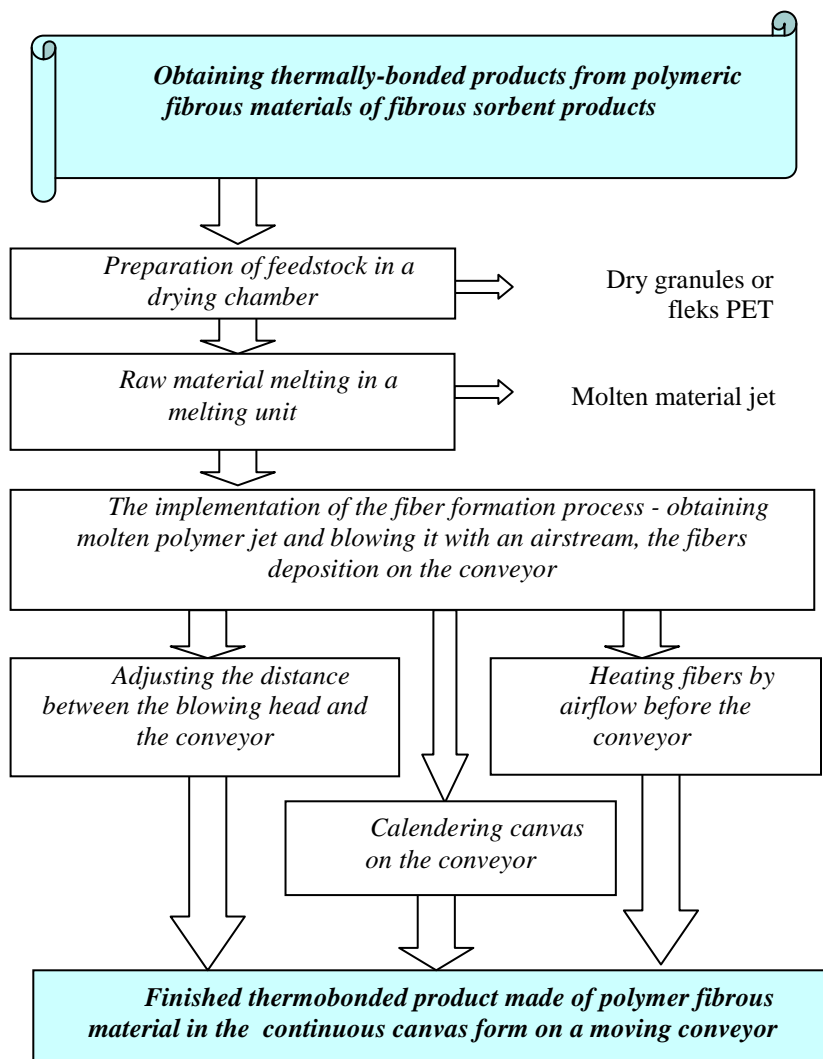 Obtaining thermally-bonded products from polymeric
fibrous materials of fibrous sorbent products
Preparation of feedstock in a
drying chamber
Dry granules or
fleks PET
Raw material melting in a
melting unit
Molten material jet
The implementation of the fiber formation process - obtaining
molten polymer jet and blowing it with an airstream, the fibers
deposition on the conveyor
Adjusting the distance
between the blowing head and
the conveyor
Heating fibers by
airflow before the
conveyor
Calendering canvas
on the conveyor
Finished thermobonded product made of polymer fibrous
material in the continuous canvas form on a moving conveyor